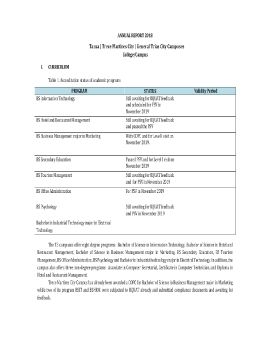 ANNUAL REPORT 2018
Tanza | Trece Martires City | General Trias City Campuses
College/Campus
I. CURRICULUM
Table 1. Accreditation status of academic programs
PROGRAM STATUS Validity Period
BS Information Technology Still awaiting for RQUAT feedback
and scheduled for PSV in
November 2019
BS Hotel and Restaurant Management Still awaiting for RQUAT feedback
and passed the PSV
BS Business Management major in Marketing With COPC and for Level I visit in
November 2019.
BS Secondary Education Passed PSV and for Level I visit in
November 2019
BS Tourism Management Still awaiting for RQUAT feedback
and for PSV in November 2019
BS Office Administration For PSV in November 2019
BS Psychology Still awaiting for RQUAT feedback
and PSV in November 2019
Bachelor in Industrial Technology major in Electrical
Technology
The campuses offer eight degree programs: Bachelor of Science in Information Technology, Bachelor of Science in Hotel and
Restaurant Management, Bachelor of Science in Business Management major in Marketing, BS Secondary Education, BS Tourism
Management, BS Office Administration, BS Psychology and Bachelor in Industrial Technology major in Electrical Technology. In addition, the
campus also offers three non-degree programs: Associate in Computer Secretarial, Certificate in Computer Technician, and Diploma in
Hotel and Restaurant Management.
Trece Martires City Campus has already been awarded a COPC for Bachelor of Science in Business Management major in Marketing
while two of its program BSIT and BSHRM were subjected to RQUAT already and submitted compliance documents and awaiting for
feedback.